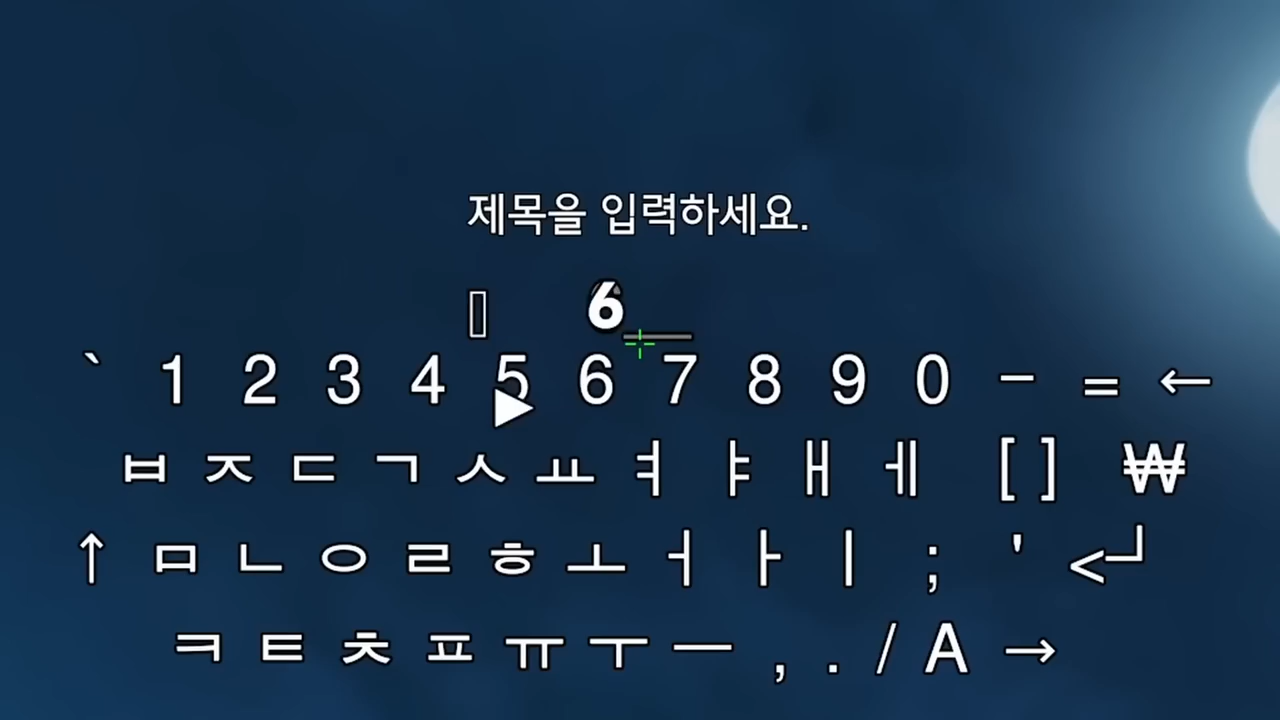 제목을 입력하세요.
6
` 1 2 3 4 5 6 7 8 9 0 - = ←
ㅂ ㅈ ㄷ ㄱ ㅅ ㅛ ㅕ ㅑ ㅐ ㅔ [ ] ₩
↑ ㅁ ㄴ ㅇ ㄹ ㅎ ㅗ ㅓ ㅏ ㅣ ; ' <┘
ㅋ ㅌ ㅊ ㅍ ㅠ ㅜ ㅡ , . / A →